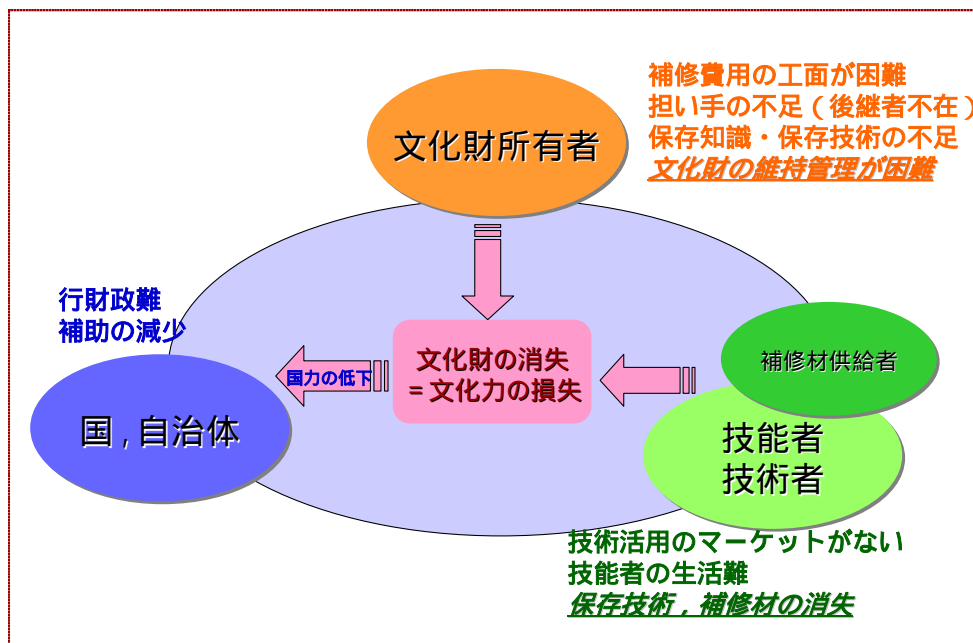 補修費用の工面が困難
担い手の不足（後継者不在）
保存知識・保存技術の不足
文化財の維持管理が困難
文化財所有者
行財政難
補助の減少
文化財の消失
＝文化力の損失
国力の低下
補修材供給者
国，自治体
技能者
技術者
技術活用のマーケットがない
技能者の生活難
保存技術，補修材の消失